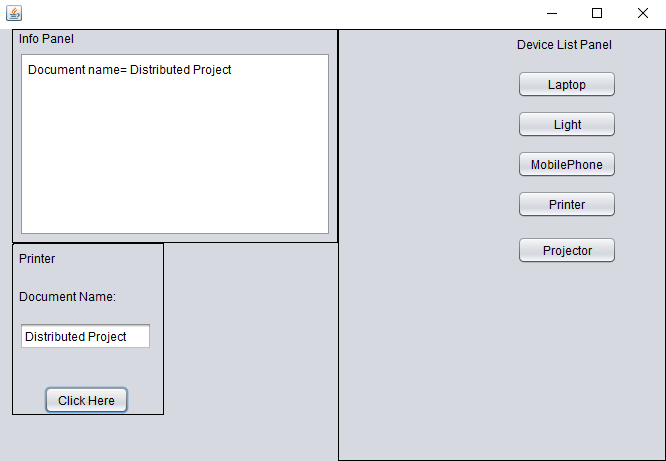 Info Panel
Document name= Distributed Project
Printer
Document Name:
Distributed Project
Click Here
Device List Panel
Laptop
Light
MobilePhone
Printer
Projector